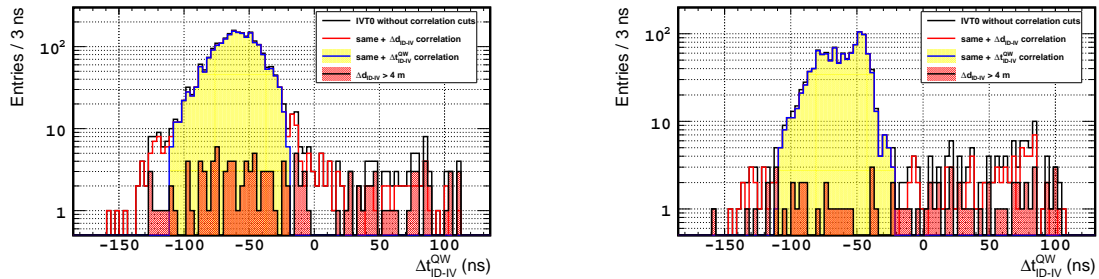 Entries / 3 ns
10²
10
1
IVT0 without correlation cuts
same + Δd_ID-IV correlation
same + Δt^QW_ID-IV correlation
Δd_ID-IV > 4 m
−150 −100 −50 0 50 100
Δt^QW_ID-IV (ns)
Entries / 3 ns
10²
10
1
IVT0 without correlation cuts
same + Δd_ID-IV correlation
same + Δt^QW_ID-IV correlation
Δd_ID-IV > 4 m
−150 −100 −50 0 50 100
Δt^QW_ID-IV (ns)